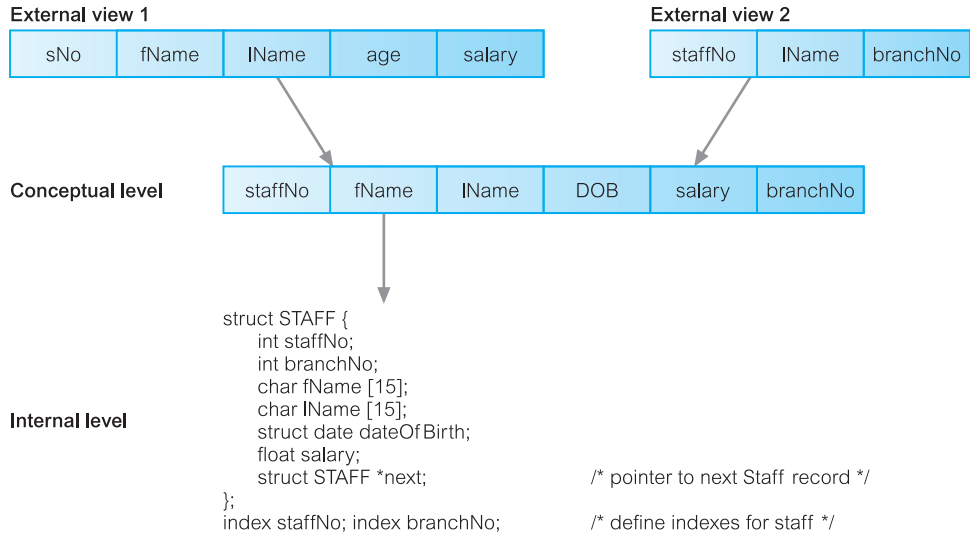 External view 1
External view 2
sNo fName lName age salary
staffNo lName branchNo
Conceptual level
staffNo fName lName DOB salary branchNo
Internal level
struct STAFF {
int staffNo;
int branchNo;
char fName [15];
char lName [15];
struct date dateOfBirth;
float salary;
struct STAFF *next; /* pointer to next Staff record */
};
index staffNo; index branchNo; /* define indexes for staff */